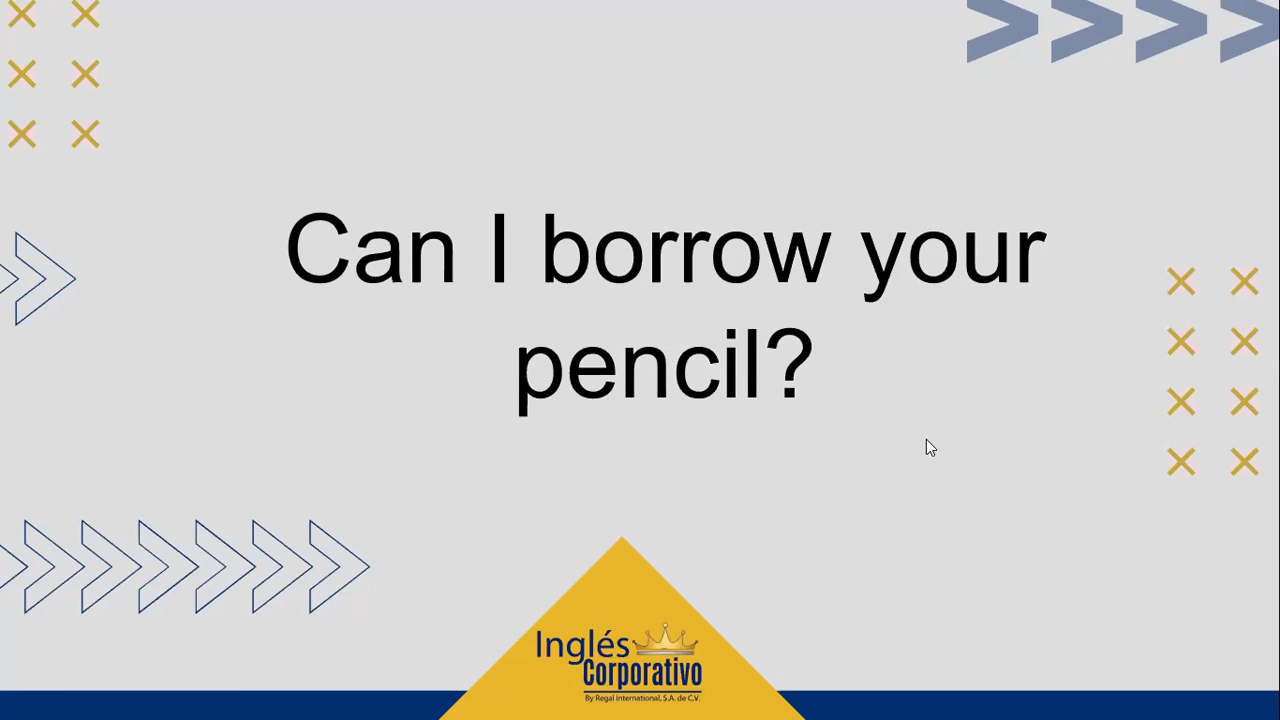 Can I borrow your
pencil?
Inglés
Corporativo
By Regal International, S.A. de C.V.